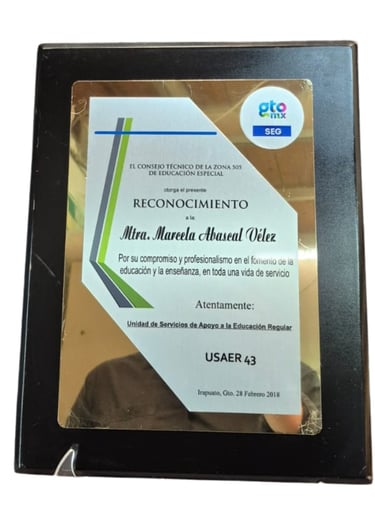 gto
mx
SEG
EL CONSEJO TÉCNICO DE LA ZONA 505
DE EDUCACIÓN ESPECIAL
otorga el presente
RECONOCIMIENTO
a la
Mtra. Marcela Abascal Vélez
Por su compromiso y profesionalismo en el fomento de la
educación y la enseñanza, en toda una vida de servicio
Atentamente:
Unidad de Servicios de Apoyo a la Educación Regular
USAER 43
Irapuato, Gto. 28 Febrero 2018